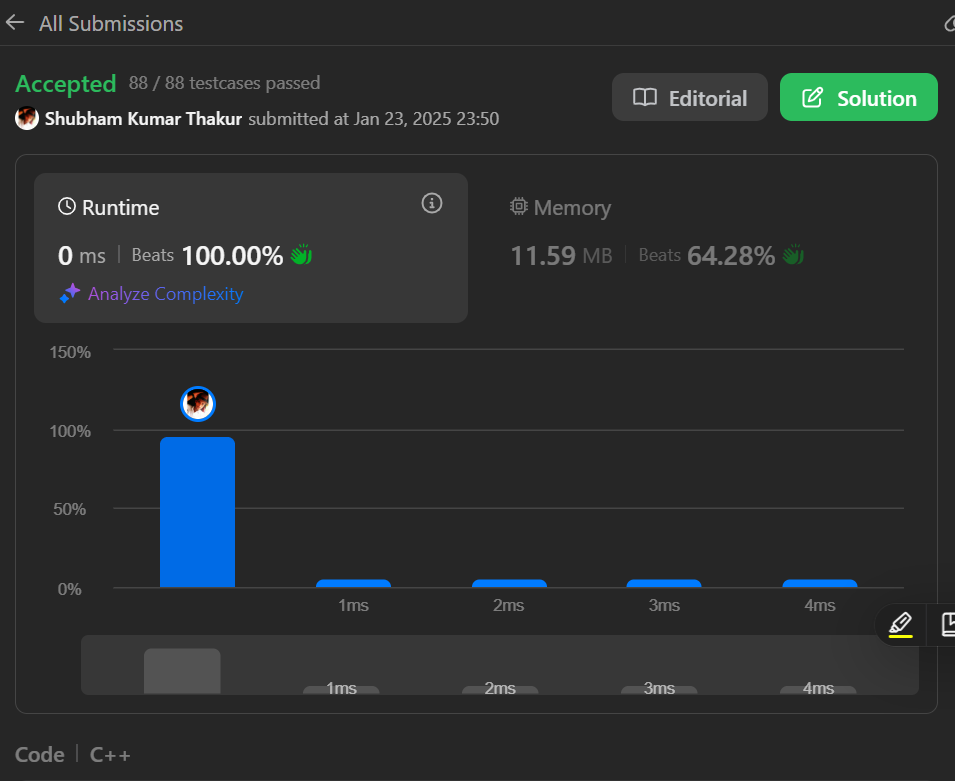 All Submissions
Accepted 88 / 88 testcases passed
Shubham Kumar Thakur submitted at Jan 23, 2025 23:50
Editorial
Solution
Runtime
0 ms | Beats 100.00%
Analyze Complexity
Memory
11.59 MB | Beats 64.28%
150%
100%
50%
0%
1ms 2ms 3ms 4ms
1ms 2ms 3ms 4ms
Code | C++